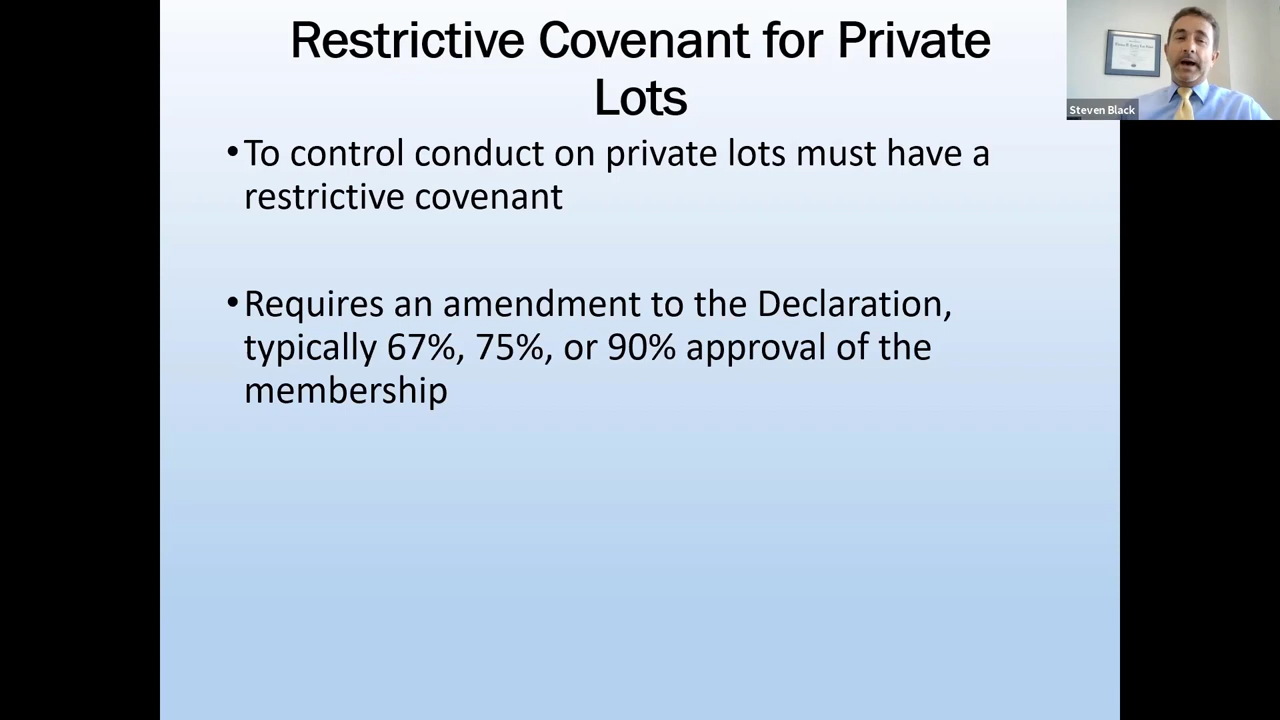 Restrictive Covenant for Private
Lots
Steven Black
•To control conduct on private lots must have a
restrictive covenant
•Requires an amendment to the Declaration,
typically 67%, 75%, or 90% approval of the
membership